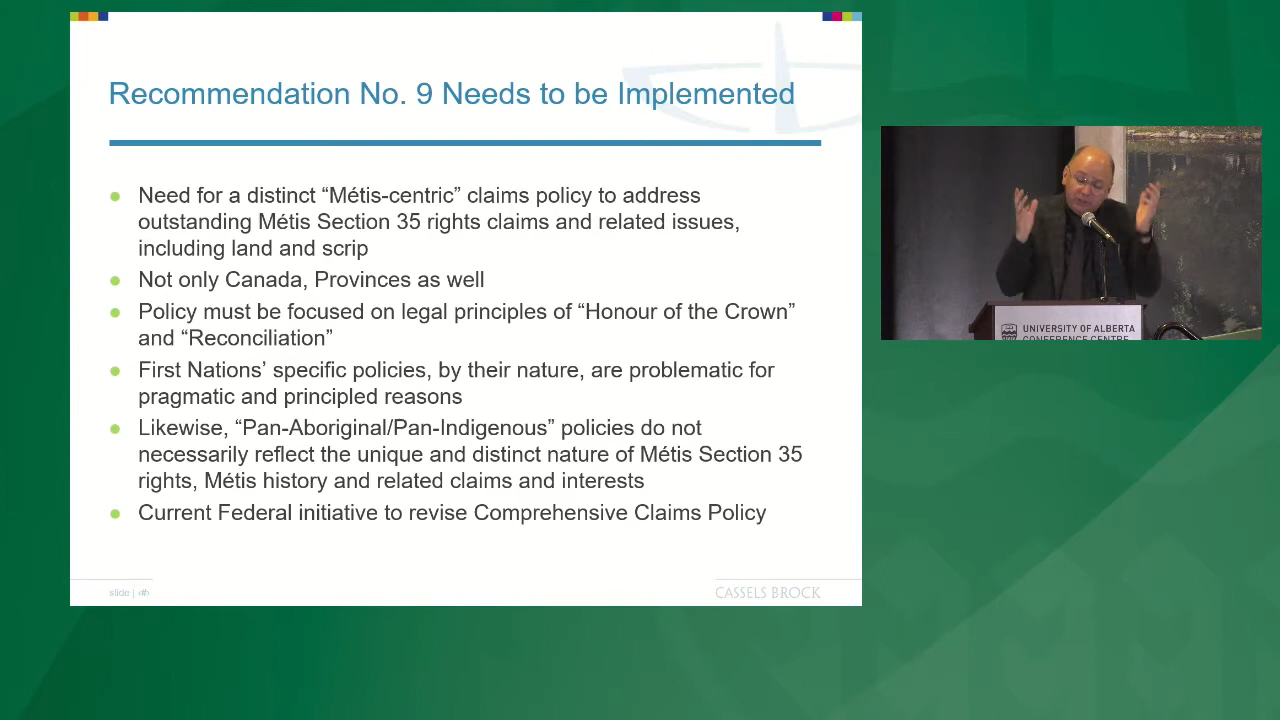 Recommendation No. 9 Needs to be Implemented
Need for a distinct “Métis-centric” claims policy to address
outstanding Métis Section 35 rights claims and related issues,
including land and scrip
Not only Canada, Provinces as well
Policy must be focused on legal principles of “Honour of the Crown”
and “Reconciliation”
First Nations’ specific policies, by their nature, are problematic for
pragmatic and principled reasons
Likewise, “Pan-Aboriginal/Pan-Indigenous” policies do not
necessarily reflect the unique and distinct nature of Métis Section 35
rights, Métis history and related claims and interests
Current Federal initiative to revise Comprehensive Claims Policy
slide | ‹#›
CASSELS BROCK
UNIVERSITY OF ALBERTA
CONFERENCE CENTRE